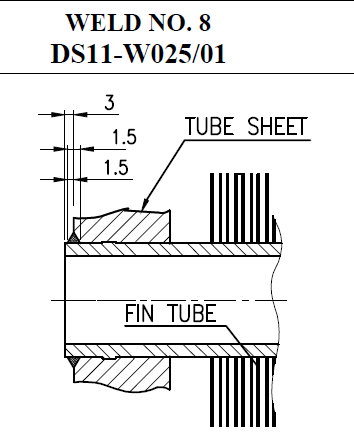 WELD NO. 8
DS11-W025/01
3
TUBE SHEET
1.5
1.5
FIN TUBE